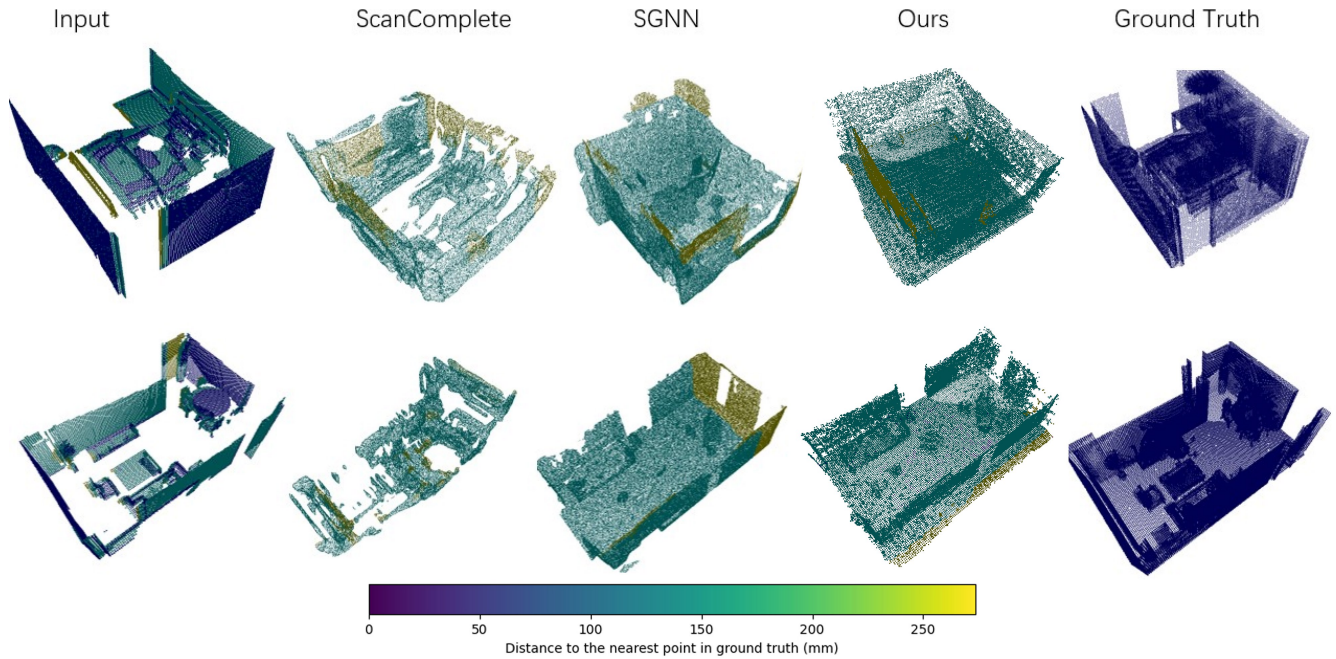 Input ScanComplete SGNN Ours Ground Truth
0 50 100 150 200 250
Distance to the nearest point in ground truth (mm)